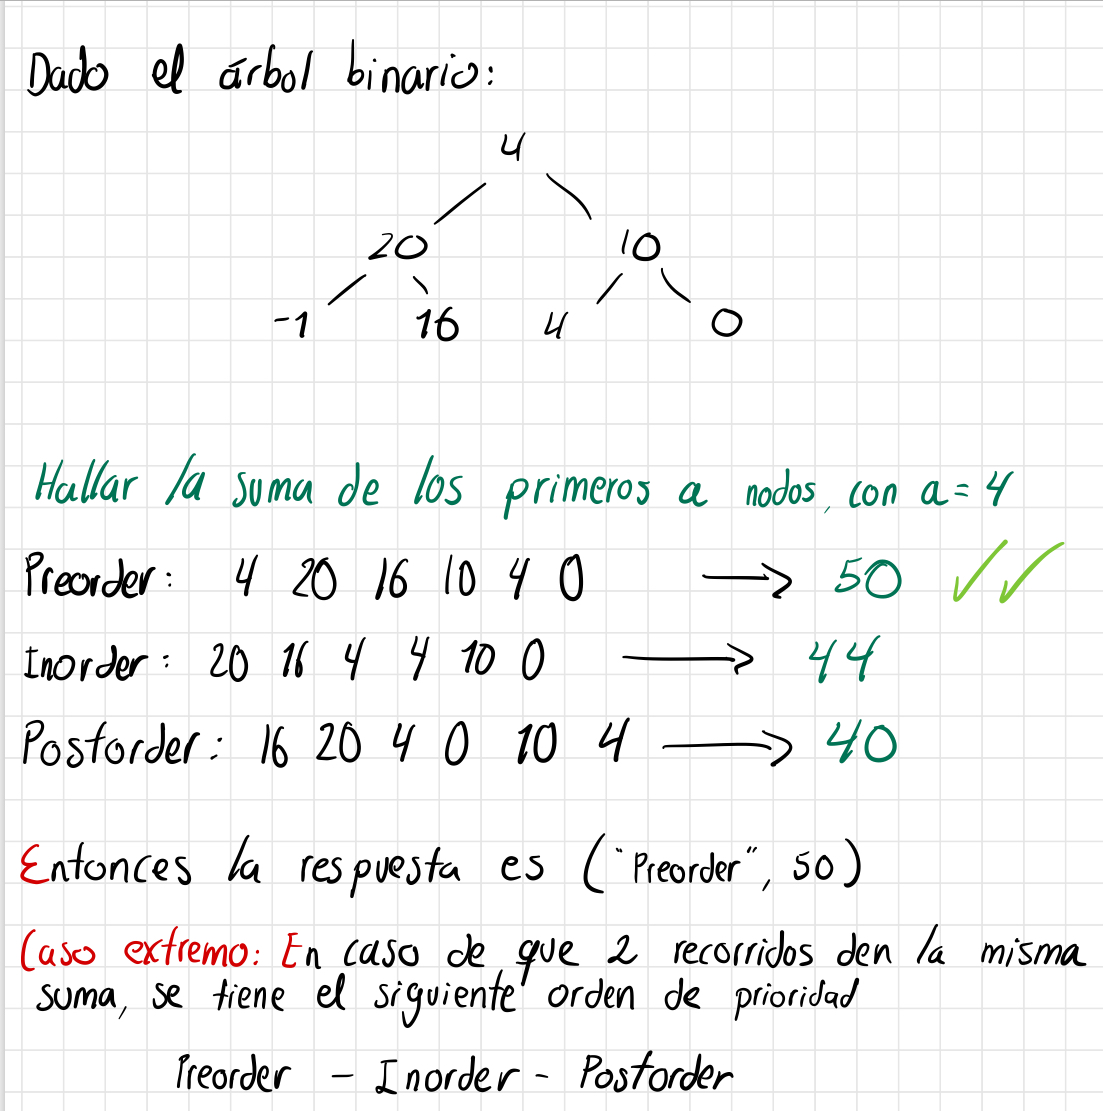 Dado el árbol binario:
4
20 10
-1 16 4 0
Hallar la suma de los primeros a nodos, con a = 4
Preorder: 4 20 16 10 4 0 → 50 ✓✓
Inorder: 20 16 4 4 10 0 → 44
Postorder: 16 20 4 0 10 4 → 40
Entonces la respuesta es ("Preorder", 50)
Caso extremo: En caso de que 2 recorridos den la misma
suma, se tiene el siguiente orden de prioridad
Preorder - Inorder - Postorder